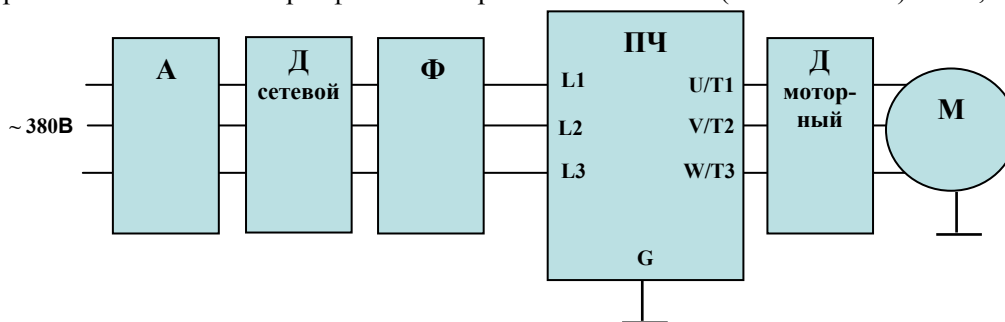 А
Д
сетевой
Ф
ПЧ
Д
мотор-
ный
М
~ 380В
L1
L2
L3
U/T1
V/T2
W/T3
G